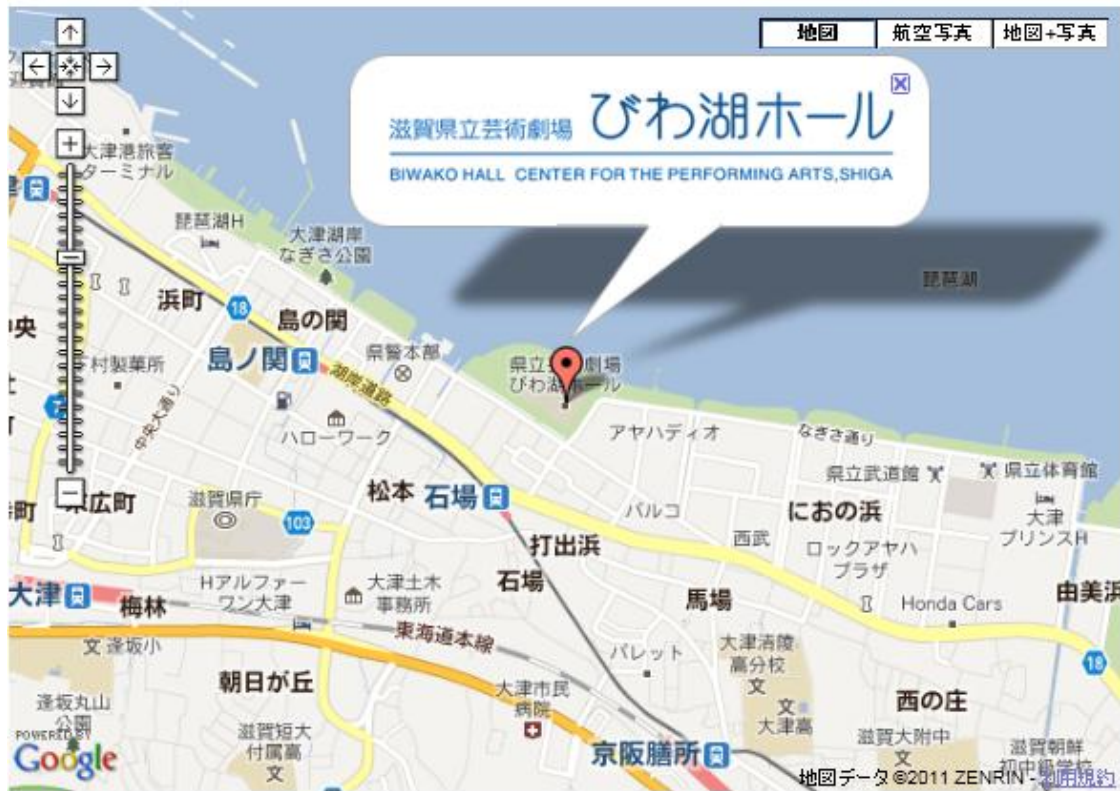 地図
航空写真
地図+写真
滋賀県立芸術劇場 びわ湖ホール
BIWAKO HALL CENTER FOR THE PERFORMING ARTS,SHIGA
大津港旅客
ターミナル
琵琶湖H
大津湖岸
なぎさ公園
琵琶湖
浜町
18
島の関
中央
島ノ関
県警本部
湖岸道路
村製菓所
中央大通り
ハローワーク
県立芸術劇場
びわ湖ホール
アヤハディオ
なぎさ通り
県立武道館
県立体育館
滋賀県庁
松本
石場
パルコ
におの浜
大津
プリンスH
103
打出浜
西武
ロックアヤハ
プラザ
大津
梅林
Hアルファー
ワン大津
大津土木
事務所
石場
馬場
Honda Cars
由美浜
東海道本線
文 逢坂小
パレット
大津清陵
高分校
文
18
朝日が丘
大津市民
病院
文
大津高
西の庄
逢坂丸山
公園
滋賀短大
付属高
文
京阪膳所
滋賀大附中
文
滋賀朝鮮
初中級学校
POWERED BY
Google
地図データ ©2011 ZENRIN - 利用規約